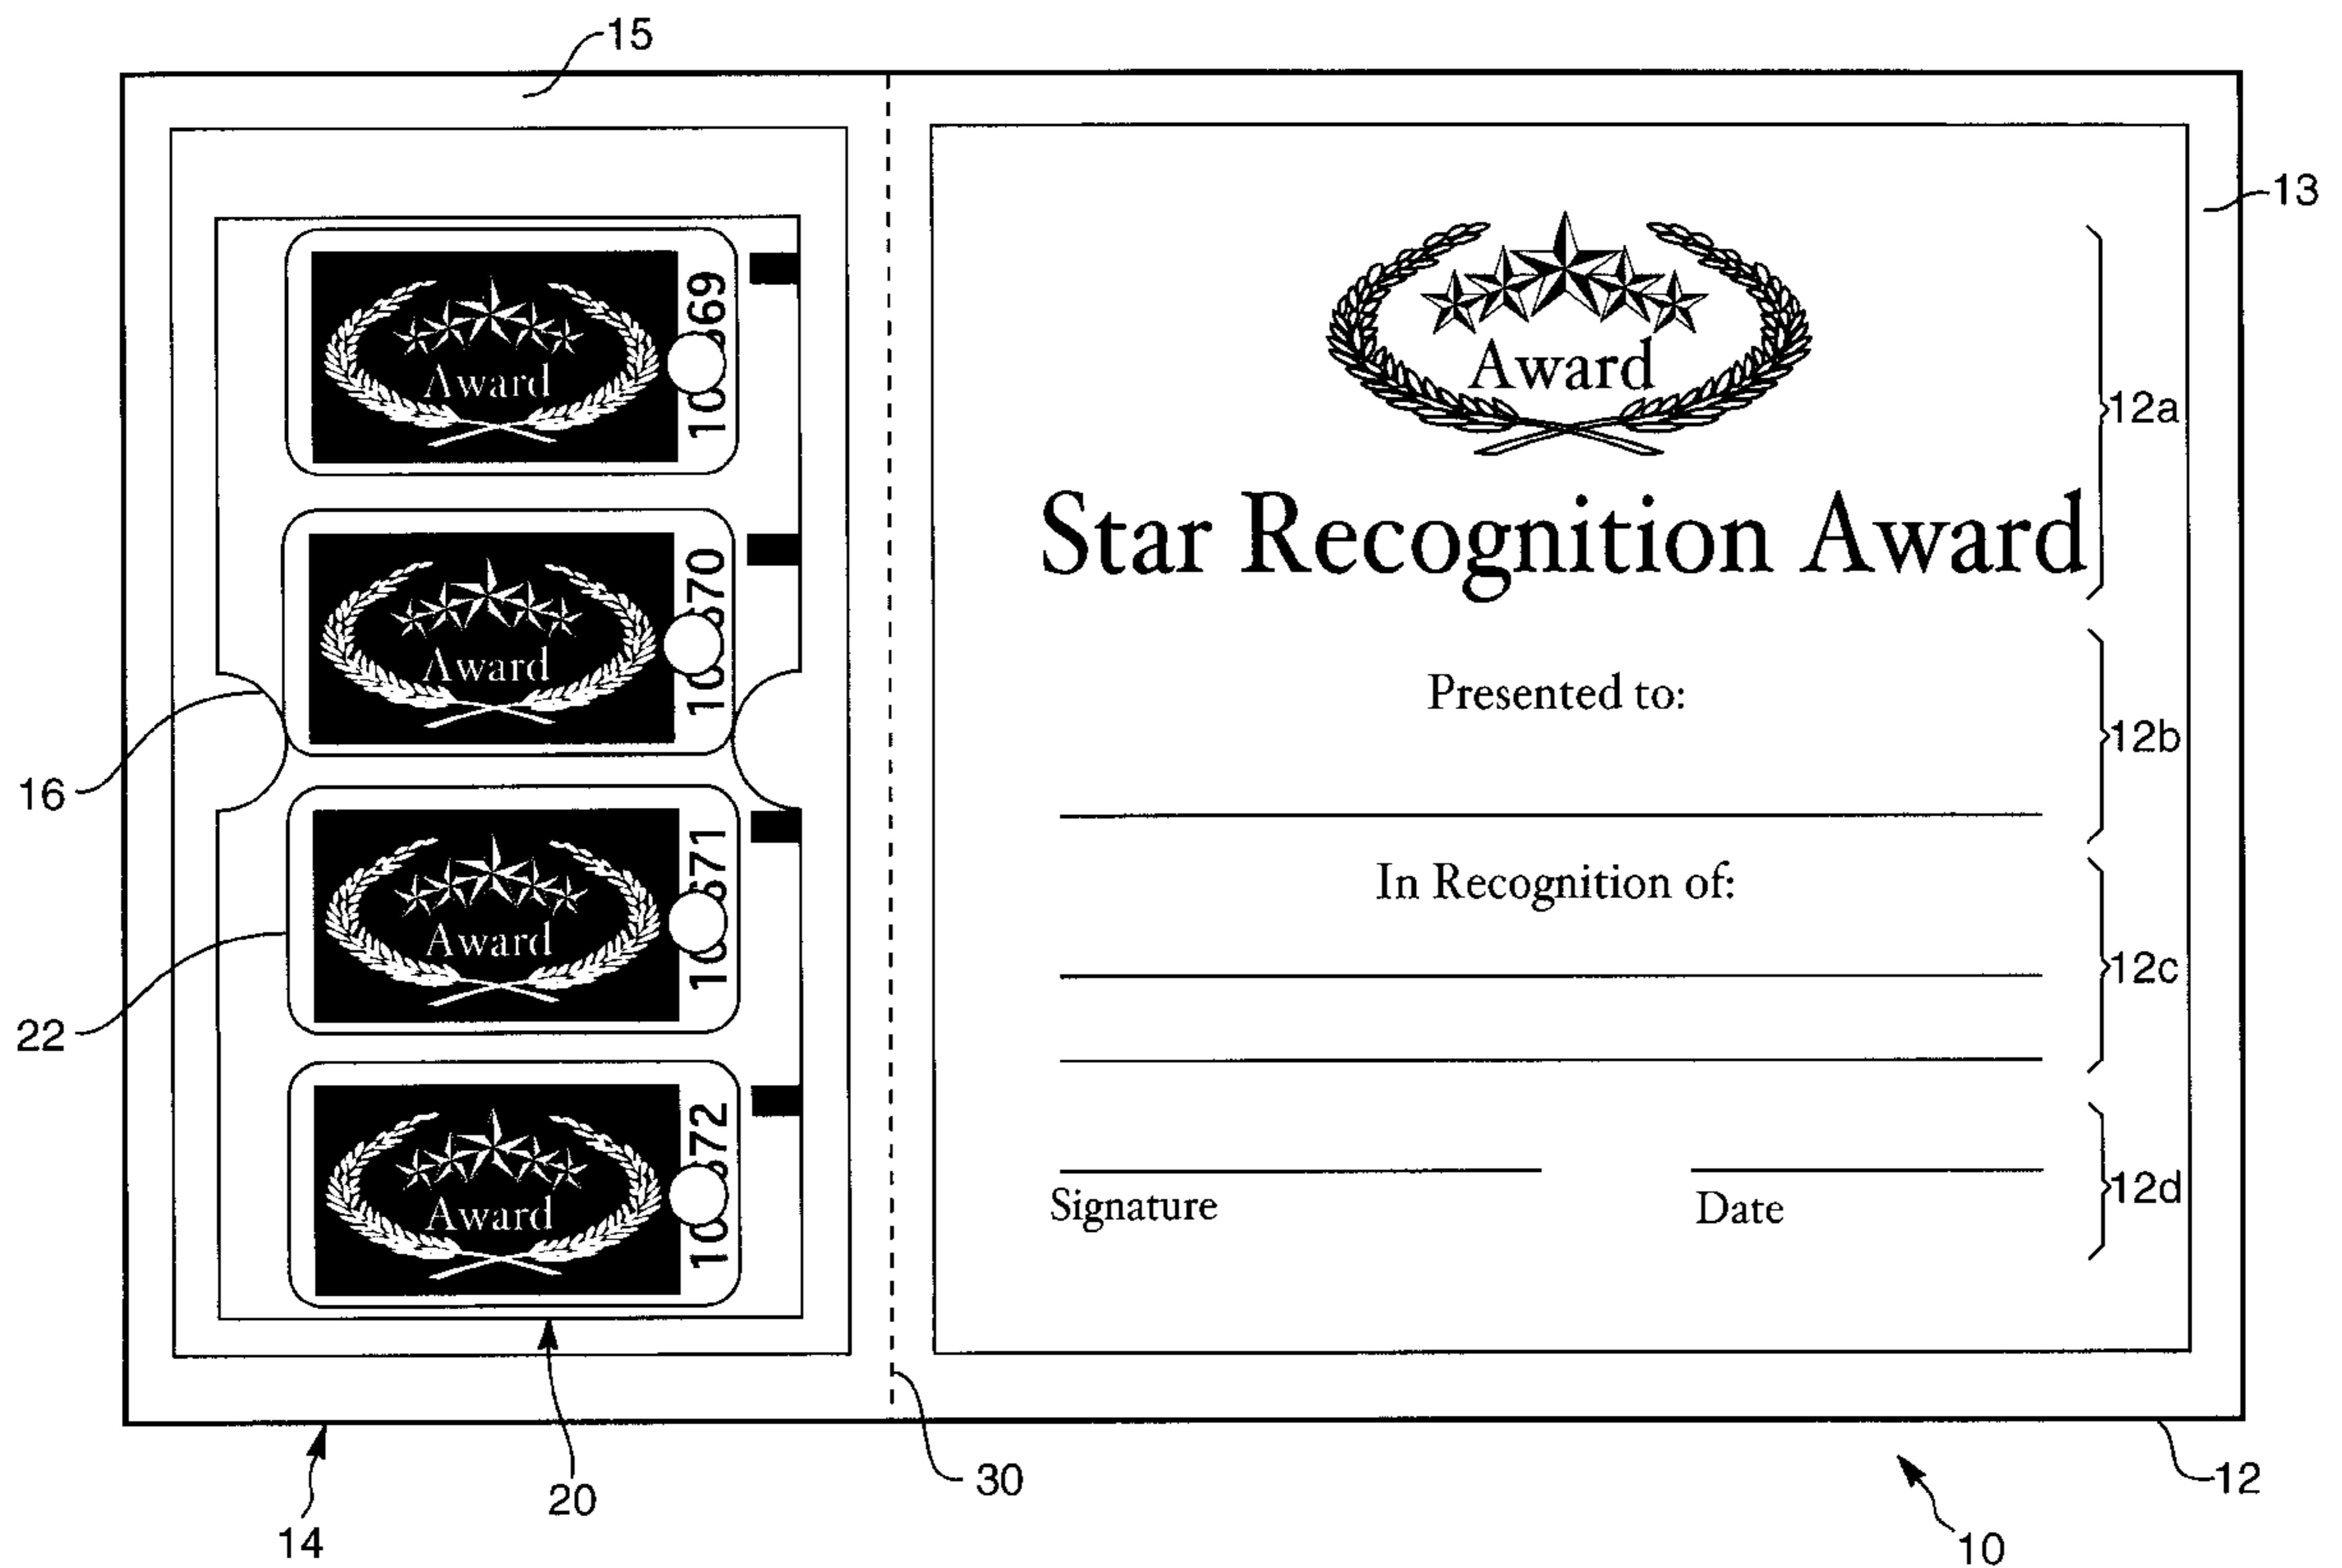 15
13
Award
12a
Star Recognition Award
Presented to:
12b
In Recognition of:
12c
Signature
Date
12d
Award
Award
16
Award
22
Award
14
20
30
12
10